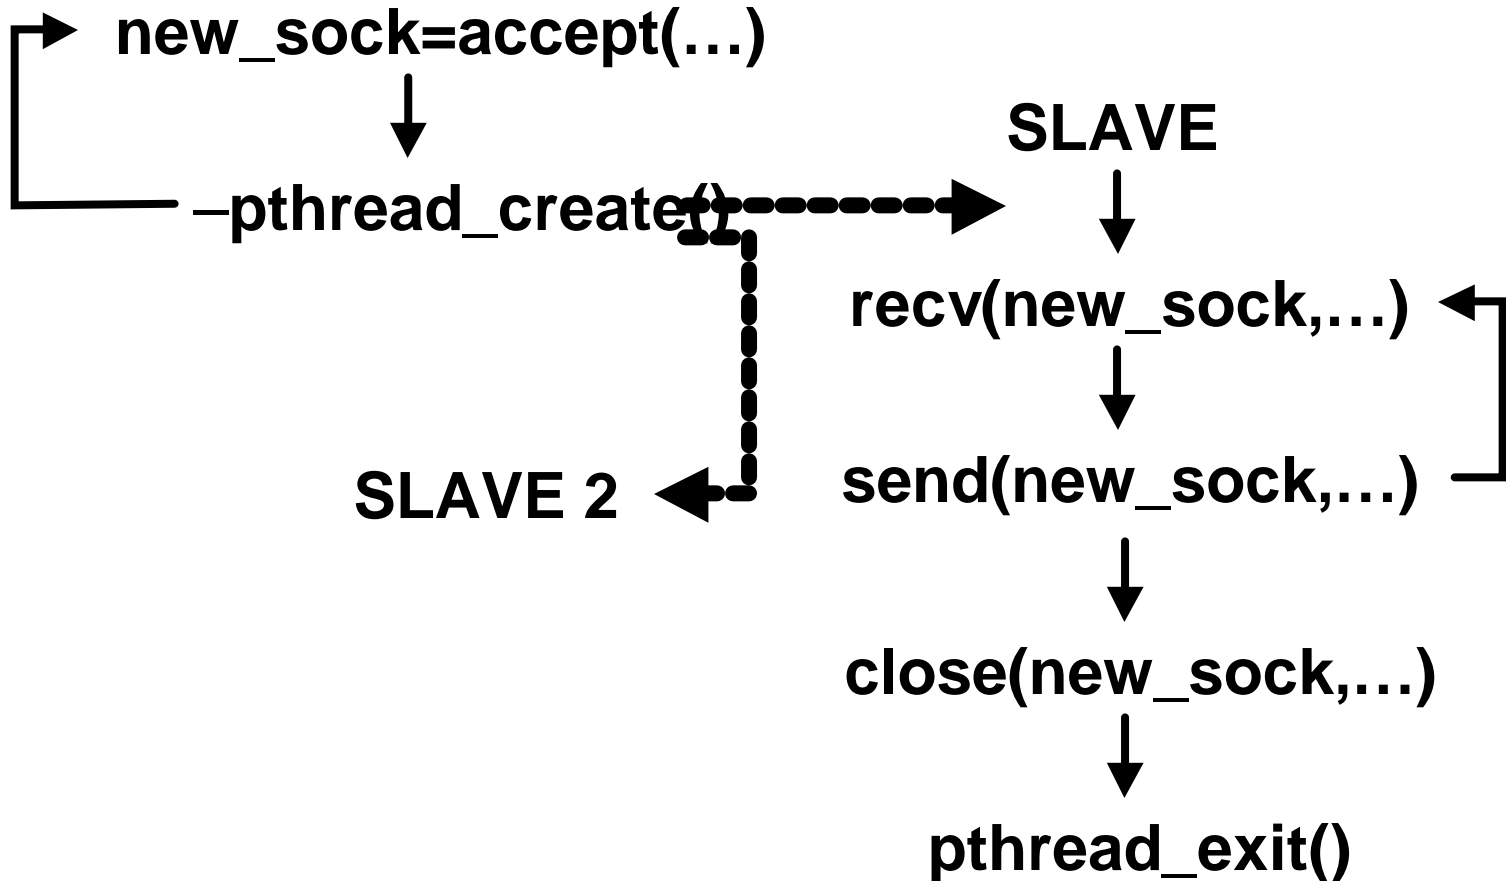 new_sock=accept(…)
SLAVE
–pthread_create()
recv(new_sock,…)
SLAVE 2
send(new_sock,…)
close(new_sock,…)
pthread_exit()